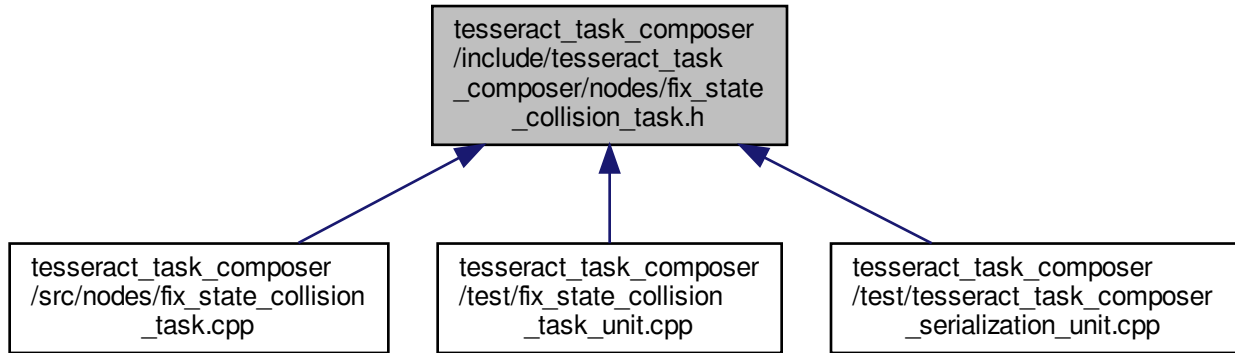 tesseract_task_composer
/include/tesseract_task
_composer/nodes/fix_state
_collision_task.h
tesseract_task_composer
/src/nodes/fix_state_collision
_task.cpp
tesseract_task_composer
/test/fix_state_collision
_task_unit.cpp
tesseract_task_composer
/test/tesseract_task_composer
_serialization_unit.cpp